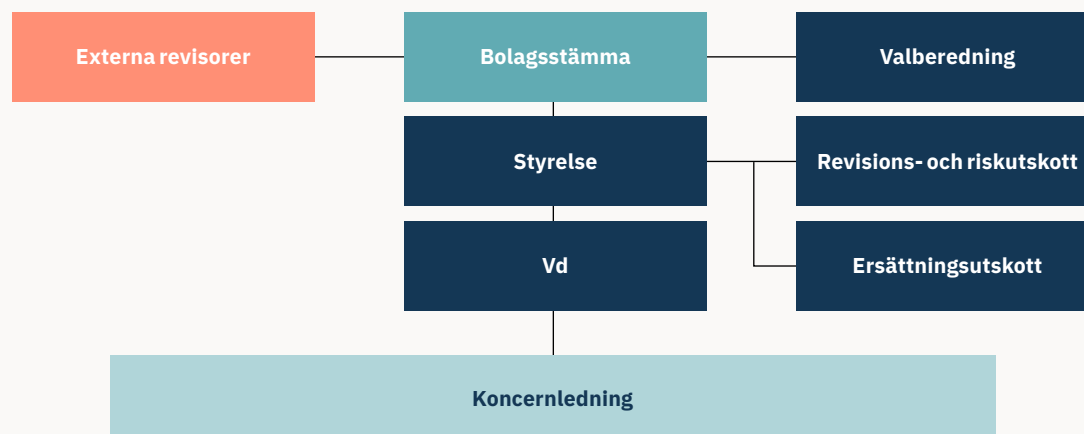 Externa revisorer
Bolagsstämma
Valberedning
Styrelse
Revisions- och riskutskott
Vd
Ersättningsutskott
Koncernledning